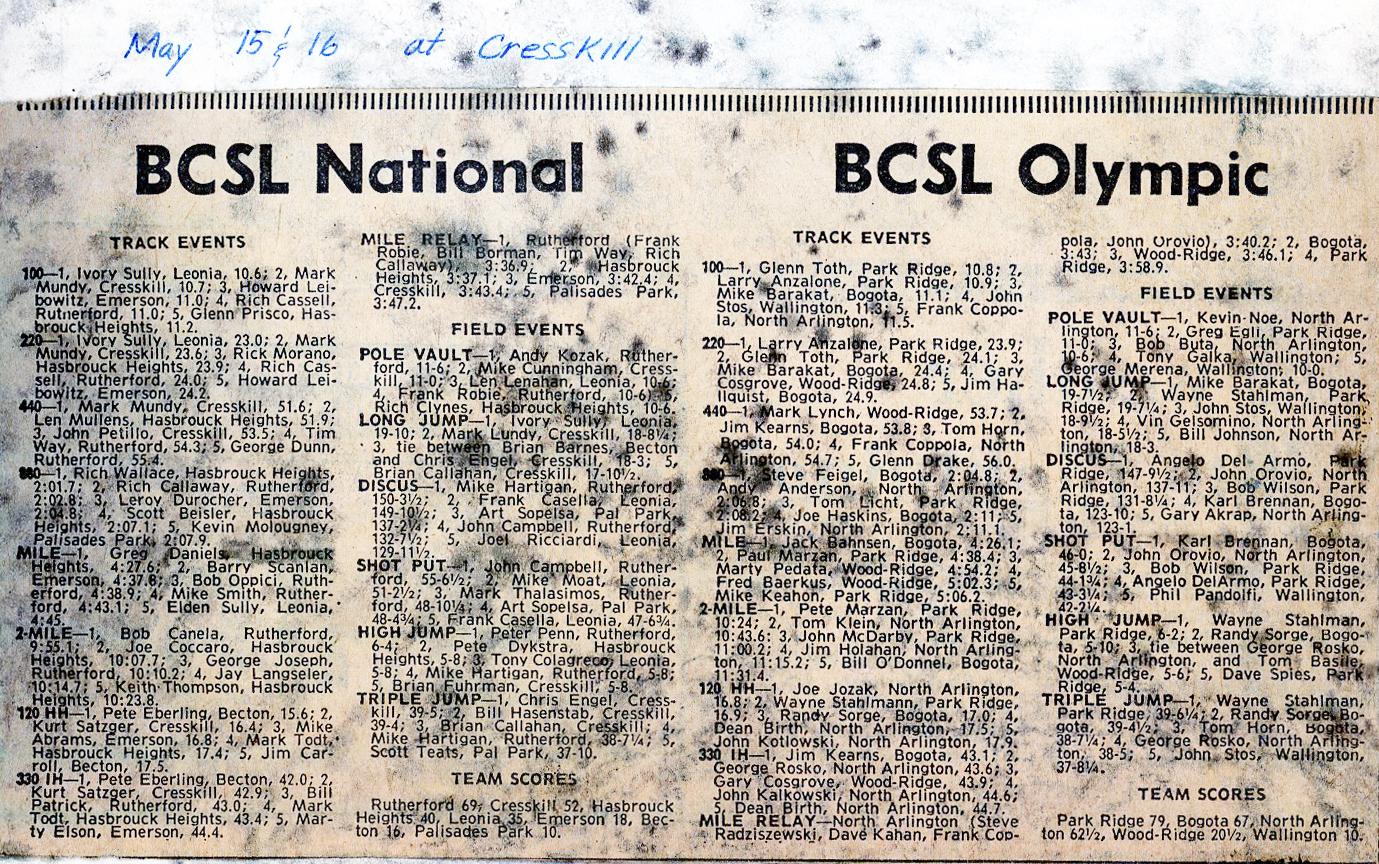 May 15 & 16 at Cresskill
BCSL National
TRACK EVENTS
100—1, Ivory Sully, Leonia, 10.6; 2, Mark
Mundy, Cresskill, 10.7; 3, Howard Lei-
bowitz, Emerson, 11.0; 4, Rich Cassell,
Rutherford, 11.0; 5, Glenn Prisco, Has-
brouck Heights, 11.2.
220—1, Ivory Sully, Leonia, 23.0; 2, Mark
Mundy, Cresskill, 23.6; 3, Rick Morano,
Hasbrouck Heights, 23.9; 4, Rich Cas-
sell, Rutherford, 24.0; 5, Howard Lei-
bowitz, Emerson, 24.2.
440—1, Mark Mundy, Cresskill, 51.6; 2,
Len Mullens, Hasbrouck Heights, 51.9;
3, John Petillo, Cresskill, 53.5; 4, Tim
Way, Rutherford, 54.3; 5, George Dunn,
Rutherford, 55.4.
880—1, Rich Wallace, Hasbrouck Heights,
2:01.7; 2, Rich Callaway, Rutherford,
2:02.8; 3, Leroy Durocher, Emerson,
2:04.8; 4, Scott Beisler, Hasbrouck
Heights, 2:07.1; 5, Kevin Molougney,
Palisades Park, 2:07.9.
MILE—1, Greg Daniels, Hasbrouck
Heights, 4:27.6; 2, Barry Scanlan,
Emerson, 4:37.8; 3, Bob Oppici, Ruth-
erford, 4:38.9; 4, Mike Smith, Ruther-
ford, 4:43.1; 5, Elden Sully, Leonia,
4:45.
2-MILE—1, Bob Canela, Rutherford,
9:55.1; 2, Joe Coccaro, Hasbrouck
Heights, 10:07.7; 3, George Joseph,
Rutherford, 10:10.2; 4, Jay Langseler,
10:14.7; 5, Keith Thompson, Hasbrouck
Heights, 10:23.8.
120 HH—1, Pete Eberling, Becton, 15.6; 2,
Kurt Satzger, Cresskill, 16.4; 3, Mike
Abrams, Emerson, 16.8; 4, Mark Todt,
Hasbrouck Heights, 17.4; 5, Jim Car-
roll, Becton, 17.5.
330 IH—1, Pete Eberling, Becton, 42.0; 2,
Kurt Satzger, Cresskill, 42.9; 3, Bill
Patrick, Rutherford, 43.0; 4, Mark
Todt, Hasbrouck Heights, 43.4; 5, Mar-
ty Elson, Emerson, 44.4.
MILE RELAY—1, Rutherford (Frank
Robie, Bill Borman, Tim Way, Rich
Callaway), 3:36.9; 2, Hasbrouck
Heights, 3:37.1; 3, Emerson, 3:42.4; 4,
Cresskill, 3:43.4; 5, Palisades Park,
3:47.2.
FIELD EVENTS
POLE VAULT—1, Andy Kozak, Ruther-
ford, 11-6; 2, Mike Cunningham, Cress-
kill, 11-0; 3, Len Lenahan, Leonia, 10-6;
4, Frank Robie, Rutherford, 10-6; 5,
Rich Clynes, Hasbrouck Heights, 10-6.
LONG JUMP—1, Ivory Sully, Leonia,
19-10; 2, Mark Lundy, Cresskill, 18-8¼;
3, tie between Brian Barnes, Becton
and Chris Engel, Cresskill, 18-3; 5,
Brian Callahan, Cresskill, 17-10½.
DISCUS—1, Mike Hartigan, Rutherford,
150-3½; 2, Frank Casella, Leonia,
149-10½; 3, Art Sopelsa, Pal Park,
137-2¼; 4, John Campbell, Rutherford,
132-7½; 5, Joel Ricciardi, Leonia,
129-11½.
SHOT PUT—1, John Campbell, Ruther-
ford, 55-6½; 2, Mike Moat, Leonia,
51-2½; 3, Mark Thalasimos, Ruther-
ford, 48-10¼; 4, Art Sopelsa, Pal Park,
48-4¾; 5, Frank Casella, Leonia, 47-6¾.
HIGH JUMP—1, Peter Penn, Rutherford,
6-4; 2, Pete Dykstra, Hasbrouck
Heights, 5-8; 3, Tony Colagreco, Leonia,
5-8; 4, Mike Hartigan, Rutherford, 5-8;
5, Brian Fuhrman, Cresskill, 5-8.
TRIPLE JUMP—1, Chris Engel, Cress-
kill, 39-5; 2, Bill Hasenstab, Cresskill,
39-4; 3, Brian Callahan, Cresskill; 4,
Mike Hartigan, Rutherford, 38-7¼; 5,
Scott Teats, Pal Park, 37-10.
TEAM SCORES
Rutherford 69, Cresskill 52, Hasbrouck
Heights 40, Leonia 35, Emerson 18, Bec-
ton 16, Palisades Park 10.
BCSL Olympic
TRACK EVENTS
100—1, Glenn Toth, Park Ridge, 10.8; 2,
Larry Anzalone, Park Ridge, 10.9; 3,
Mike Barakat, Bogota, 11.1; 4, John
Stos, Wallington, 11.3; 5, Frank Coppo-
la, North Arlington, 11.5.
220—1, Larry Anzalone, Park Ridge, 23.9;
2, Glenn Toth, Park Ridge, 24.1; 3,
Mike Barakat, Bogota, 24.4; 4, Gary
Cosgrove, Wood-Ridge, 24.8; 5, Jim Ha-
llquist, Bogota, 24.9.
440—1, Mark Lynch, Wood-Ridge, 53.7; 2,
Jim Kearns, Bogota, 53.8; 3, Tom Horn,
Bogota, 54.0; 4, Frank Coppola, North
Arlington, 54.7; 5, Glenn Drake, 56.0.
880—1, Steve Feigel, Bogota, 2:04.8; 2,
Andy Anderson, North Arlington,
2:06.8; 3, Tom Licht, Park Ridge,
2:08.2; 4, Joe Haskins, Bogota, 2:11; 5,
Jim Erskin, North Arlington, 2:11.1.
MILE—1, Jack Bahnsen, Bogota, 4:26.1;
2, Paul Marzan, Park Ridge, 4:38.4; 3,
Marty Pedata, Wood-Ridge, 4:54.2; 4,
Fred Baerkus, Wood-Ridge, 5:02.3; 5,
Mike Keahon, Park Ridge, 5:06.2.
2-MILE—1, Pete Marzan, Park Ridge,
10:24; 2, Tom Klein, North Arlington,
10:43.6; 3, John McDarby, Park Ridge,
11:00.2; 4, Jim Holahan, North Arling-
ton, 11:15.2; 5, Bill O'Donnel, Bogota,
11:31.4.
120 HH—1, Joe Jozak, North Arlington,
16.8; 2, Wayne Stahlmann, Park Ridge,
16.9; 3, Randy Sorge, Bogota, 17.0; 4,
Dean Birth, North Arlington, 17.5; 5,
John Kotlowski, North Arlington, 17.9.
330 IH—1, Jim Kearns, Bogota, 43.1; 2,
George Rosko, North Arlington, 43.6; 3,
Gary Cosgrove, Wood-Ridge, 43.9; 4,
John Kalkowski, North Arlington, 44.6;
5, Dean Birth, North Arlington, 44.7.
MILE RELAY—North Arlington (Steve
Radziszewski, Dave Kahan, Frank Cop-
pola, John Orovio), 3:40.2; 2, Bogota,
3:43; 3, Wood-Ridge, 3:46.1; 4, Park
Ridge, 3:58.9.
FIELD EVENTS
POLE VAULT—1, Kevin Noe, North Ar-
lington, 11-6; 2, Greg Egli, Park Ridge,
11-0; 3, Bob Buta, North Arlington,
10-6; 4, Tony Galka, Wallington; 5,
George Merena, Wallington; 10-0.
LONG JUMP—1, Mike Barakat, Bogota,
19-7½; 2, Wayne Stahlman, Park
Ridge, 19-7¼; 3, John Stos, Wallington,
18-9½; 4, Vin Gelsomino, North Arling-
ton, 18-5½; 5, Bill Johnson, North Ar-
lington, 18-3.
DISCUS—1, Angelo Del Armo, Park
Ridge, 147-9½; 2, John Orovio, North
Arlington, 137-11; 3, Bob Wilson, Park
Ridge, 131-8¼; 4, Karl Brennan, Bogo-
ta, 123-10; 5, Gary Akrap, North Arling-
ton, 123-1.
SHOT PUT—1, Karl Brennan, Bogota,
46-0; 2, John Orovio, North Arlington,
45-8½; 3, Bob Wilson, Park Ridge,
44-1¾; 4, Angelo DelArmo, Park Ridge,
43-3¼; 5, Phil Pandolfi, Wallington,
42-2¼.
HIGH JUMP—1, Wayne Stahlman,
Park Ridge, 6-2; 2, Randy Sorge, Bogo-
ta, 5-10; 3, tie between George Rosko,
North Arlington, and Tom Basile,
Wood-Ridge, 5-6; 5, Dave Spies, Park
Ridge, 5-4.
TRIPLE JUMP—1, Wayne Stahlman,
Park Ridge, 39-6¼; 2, Randy Sorge, Bo-
gota, 39-4½; 3, Tom Horn, Bogota,
38-7¼; 4, George Rosko, North Arling-
ton, 38-5; 5, John Stos, Wallington,
37-8¼.
TEAM SCORES
Park Ridge 79, Bogota 67, North Arling-
ton 62½, Wood-Ridge 20½, Wallington 10.